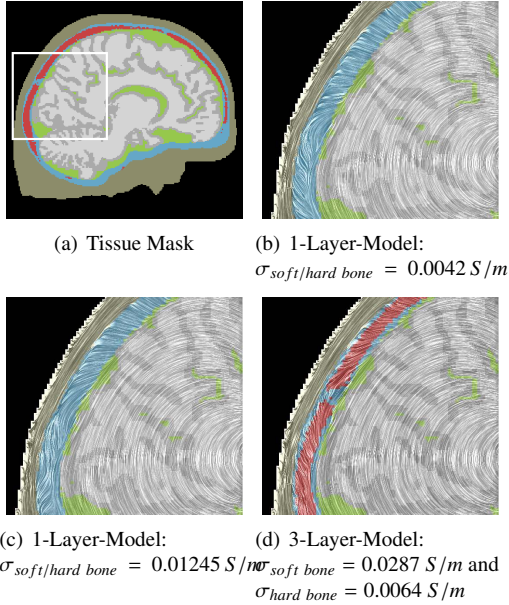 (a) Tissue Mask
(b) 1-Layer-Model:
σsoft/hard bone = 0.0042 S/m
(c) 1-Layer-Model:
σsoft/hard bone = 0.01245 S/m
(d) 3-Layer-Model:
σsoft bone = 0.0287 S/m and
σhard bone = 0.0064 S/m